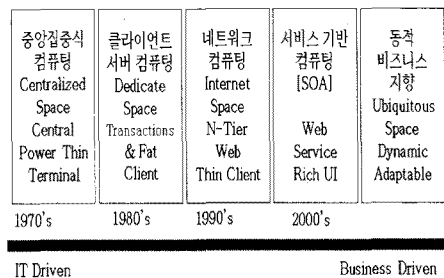 중앙집중식
컴퓨팅
Centralized
Space
Central
Power Thin
Terminal
클라이언트
서버 컴퓨팅
Dedicate
Space
Transactions
& Fat
Client
네트워크
컴퓨팅
Internet
Space
N-Tier
Web
Thin Client
서비스 기반
컴퓨팅
[SOA]
Web
Service
Rich UI
동적
비즈니스
지향
Ubiquitous
Space
Dynamic
Adaptable
1970's
1980's
1990's
2000's
IT Driven
Business Driven